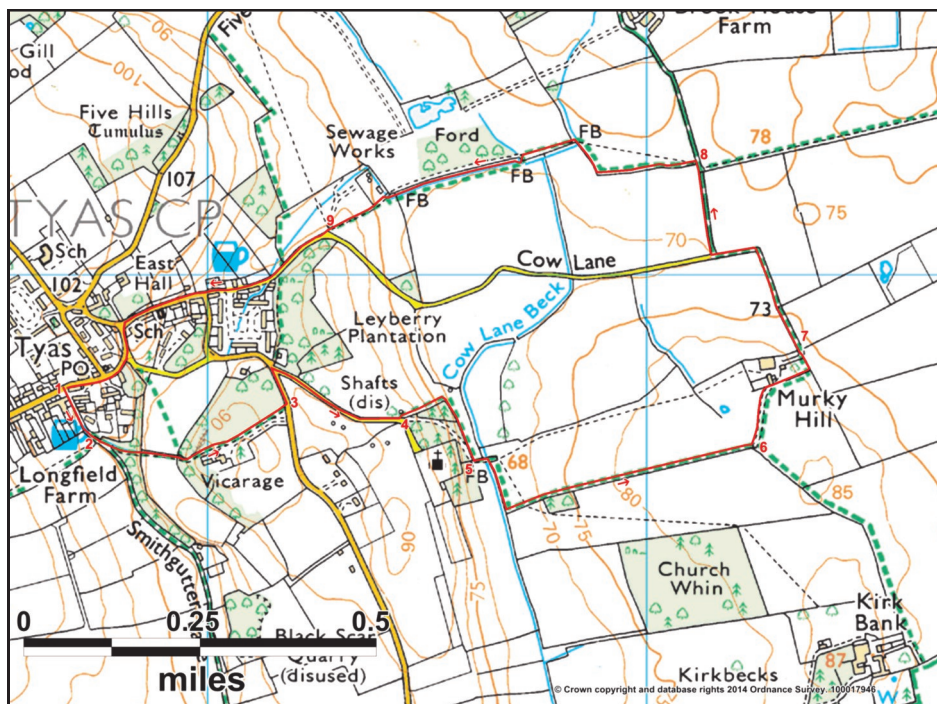 Five
Brook House
Farm
Gill
90
100
Five Hills
Tumulus
Sewage
Works
Ford
FB
FB
FB
8
78
75
107
TYAS CP
9
70
Sch
102
East
Hall
Cow Lane
Sch
Leyberry
Plantation
Cow Lane Beck
73
7
Tyas
PO
1
Shafts
(dis)
Murky
Hill
3
90
4
2
5
FB
68
6
Longfield
Farm
Vicarage
80
85
75
70
90
75
Church
Whin
Smithgutter
Kirk
Bank
0
0.25
0.5
miles
Black Scar
Quarry
(disused)
Kirkbecks
87
W
© Crown copyright and database rights 2014 Ordnance Survey 100017946